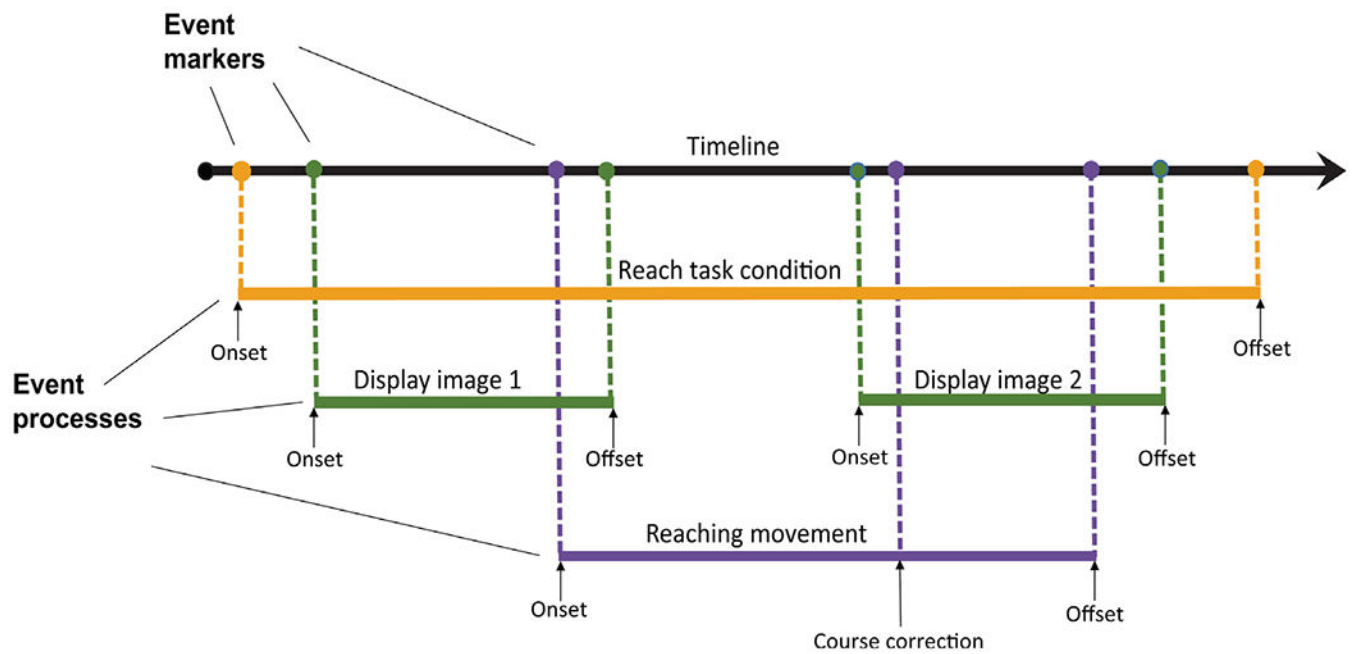 Event
markers
Timeline
Reach task condition
Onset
Offset
Event
processes
Display image 1
Display image 2
Onset
Offset
Onset
Offset
Reaching movement
Onset
Offset
Course correction